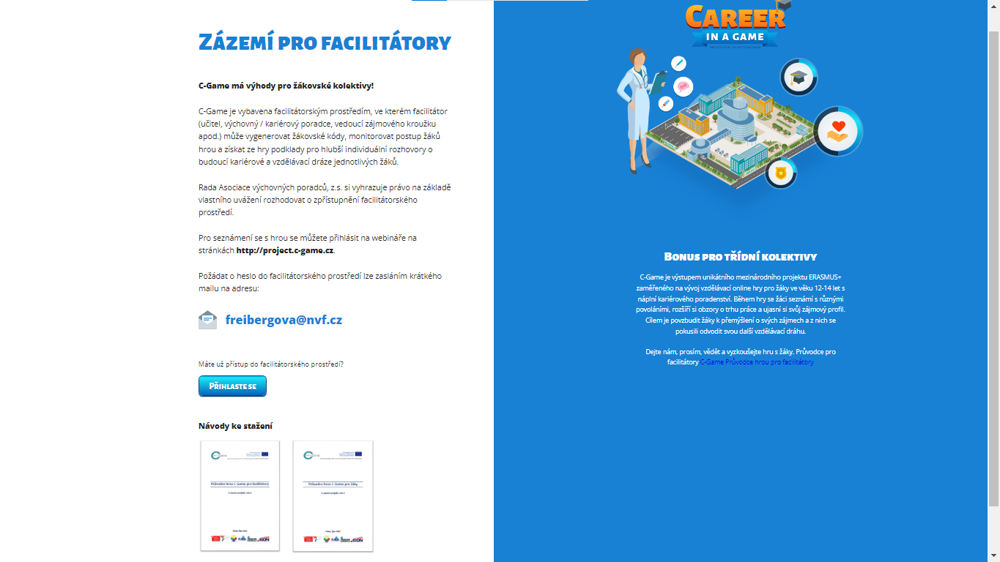 ZÁZEMÍ PRO FACILITÁTORY
C-Game má výhody pro žákovské kolektivy!
C-Game je vybavena facilitátorským prostředím, ve kterém facilitátor
(učitel, výchovný / kariérový poradce, vedoucí zájmového kroužku
apod.) může vygenerovat žákovské kódy, monitorovat postup žáků
hrou a získat ze hry podklady pro hlubší individuální rozhovory o
budoucí kariérové a vzdělávací dráze jednotlivých žáků.
Rada Asociace výchovných poradců, z.s. si vyhrazuje právo na základě
vlastního uvážení rozhodovat o zpřístupnění facilitátorského
prostředí.
Pro seznámení se s hrou se můžete přihlásit na webináře na
stránkách http://project.c-game.cz.
Požádat o heslo do facilitátorského prostředí lze zasláním krátkého
mailu na adresu:
freibergova@nvf.cz
Máte už přístup do facilitátorského prostředí?
PŘIHLASTE SE
Návody ke stažení
Průvodce hrou C-Game pro facilitátory
Průvodce hrou C-Game pro žáky
CAREER
IN A GAME
BONUS PRO TŘÍDNÍ KOLEKTIVY
C-Game je výstupem unikátního mezinárodního projektu ERASMUS+
zaměřeného na vývoj vzdělávací online hry pro žáky ve věku 12-14 let s
náplní kariérového poradenství. Během hry se žáci seznámí s různými
povoláními, rozšíří si obzory o trhu práce a ujasní si svůj zájmový profil.
Cílem je povzbudit žáky k přemýšlení o svých zájmech a z nich se
pokusili odvodit svou další vzdělávací dráhu.
Dejte nám, prosím, vědět a vyzkoušejte hru s žáky. Průvodce pro
facilitátory C-Game Průvodce hrou pro facilitátory